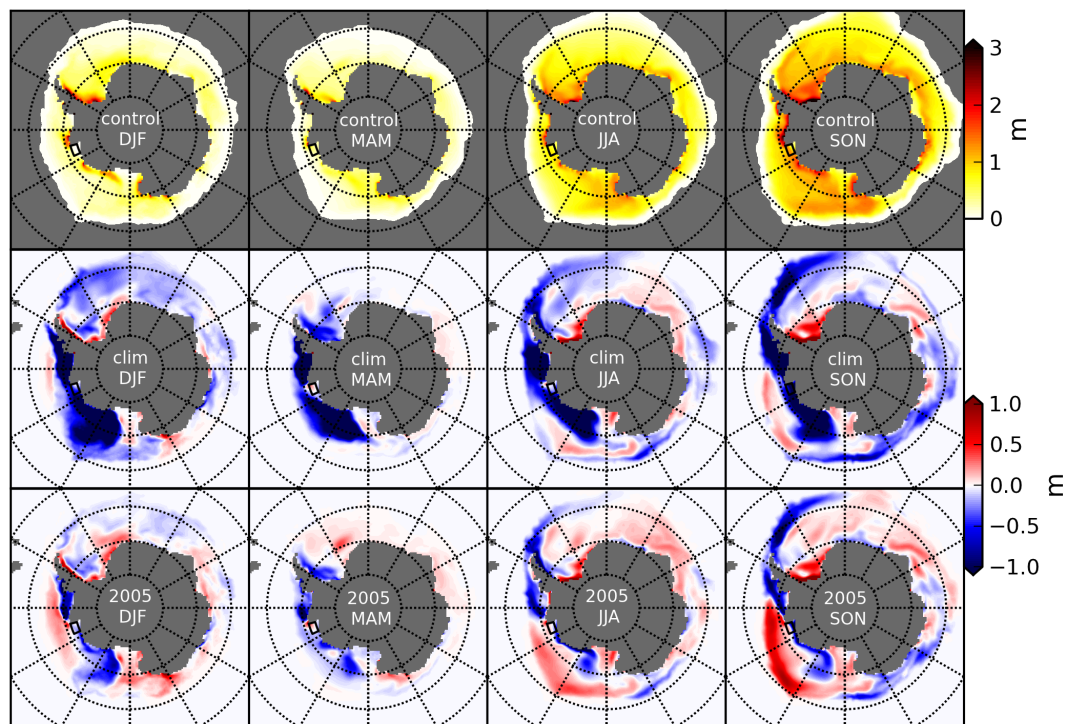 control
DJF
control
MAM
control
JJA
control
SON
3
2
1
0
m
clim
DJF
clim
MAM
clim
JJA
clim
SON
1.0
0.5
0.0
−0.5
−1.0
m
2005
DJF
2005
MAM
2005
JJA
2005
SON